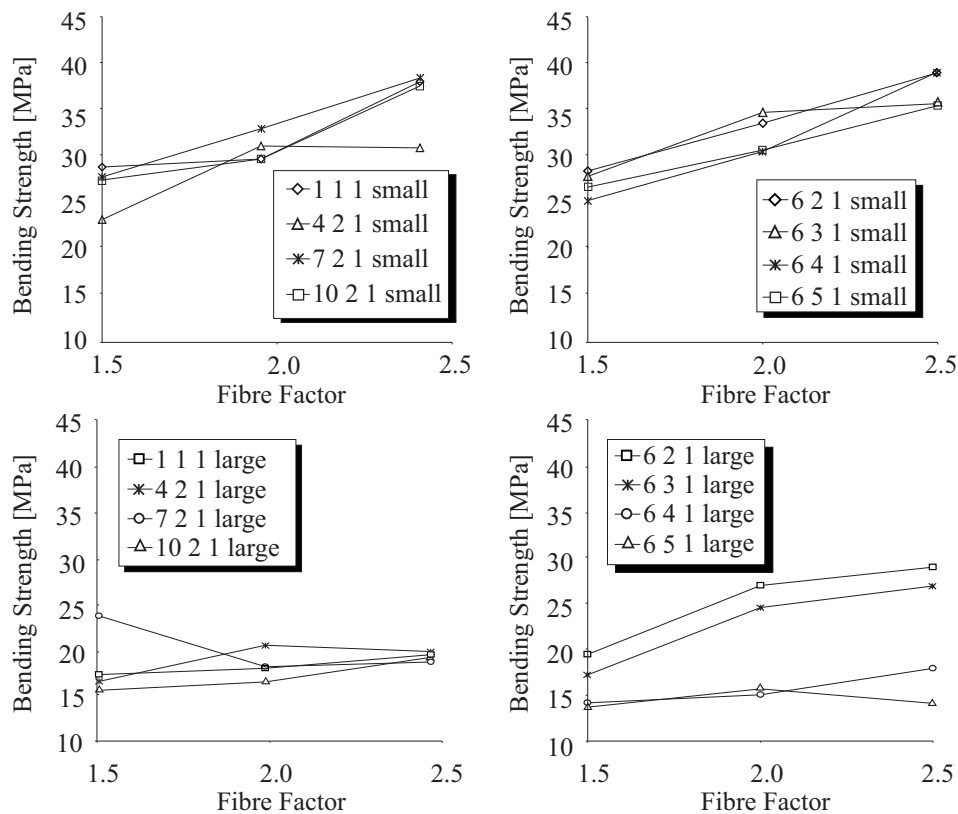 Bending Strength [MPa]
45
40
35
30
25
20
15
10
1.5
2.0
2.5
Fibre Factor
1 1 1 small
4 2 1 small
7 2 1 small
10 2 1 small
Bending Strength [MPa]
45
40
35
30
25
20
15
10
1.5
2.0
2.5
Fibre Factor
6 2 1 small
6 3 1 small
6 4 1 small
6 5 1 small
Bending Strength [MPa]
45
40
35
30
25
20
15
10
1.5
2.0
2.5
Fibre Factor
1 1 1 large
4 2 1 large
7 2 1 large
10 2 1 large
Bending Strength [MPa]
45
40
35
30
25
20
15
10
1.5
2.0
2.5
Fibre Factor
6 2 1 large
6 3 1 large
6 4 1 large
6 5 1 large